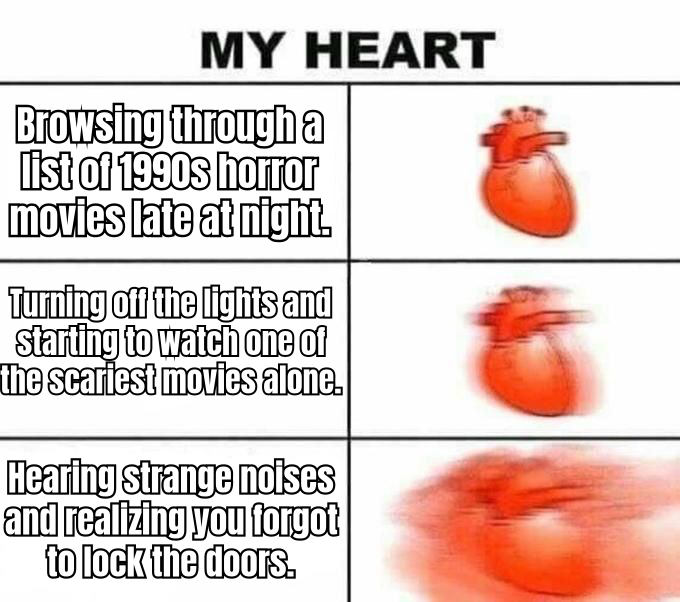 MY HEART
Browsing through a
list of 1990s horror
movies late at night.
Turning off the lights and
starting to watch one of
the scariest movies alone.
Hearing strange noises
and realizing you forgot
to lock the doors.